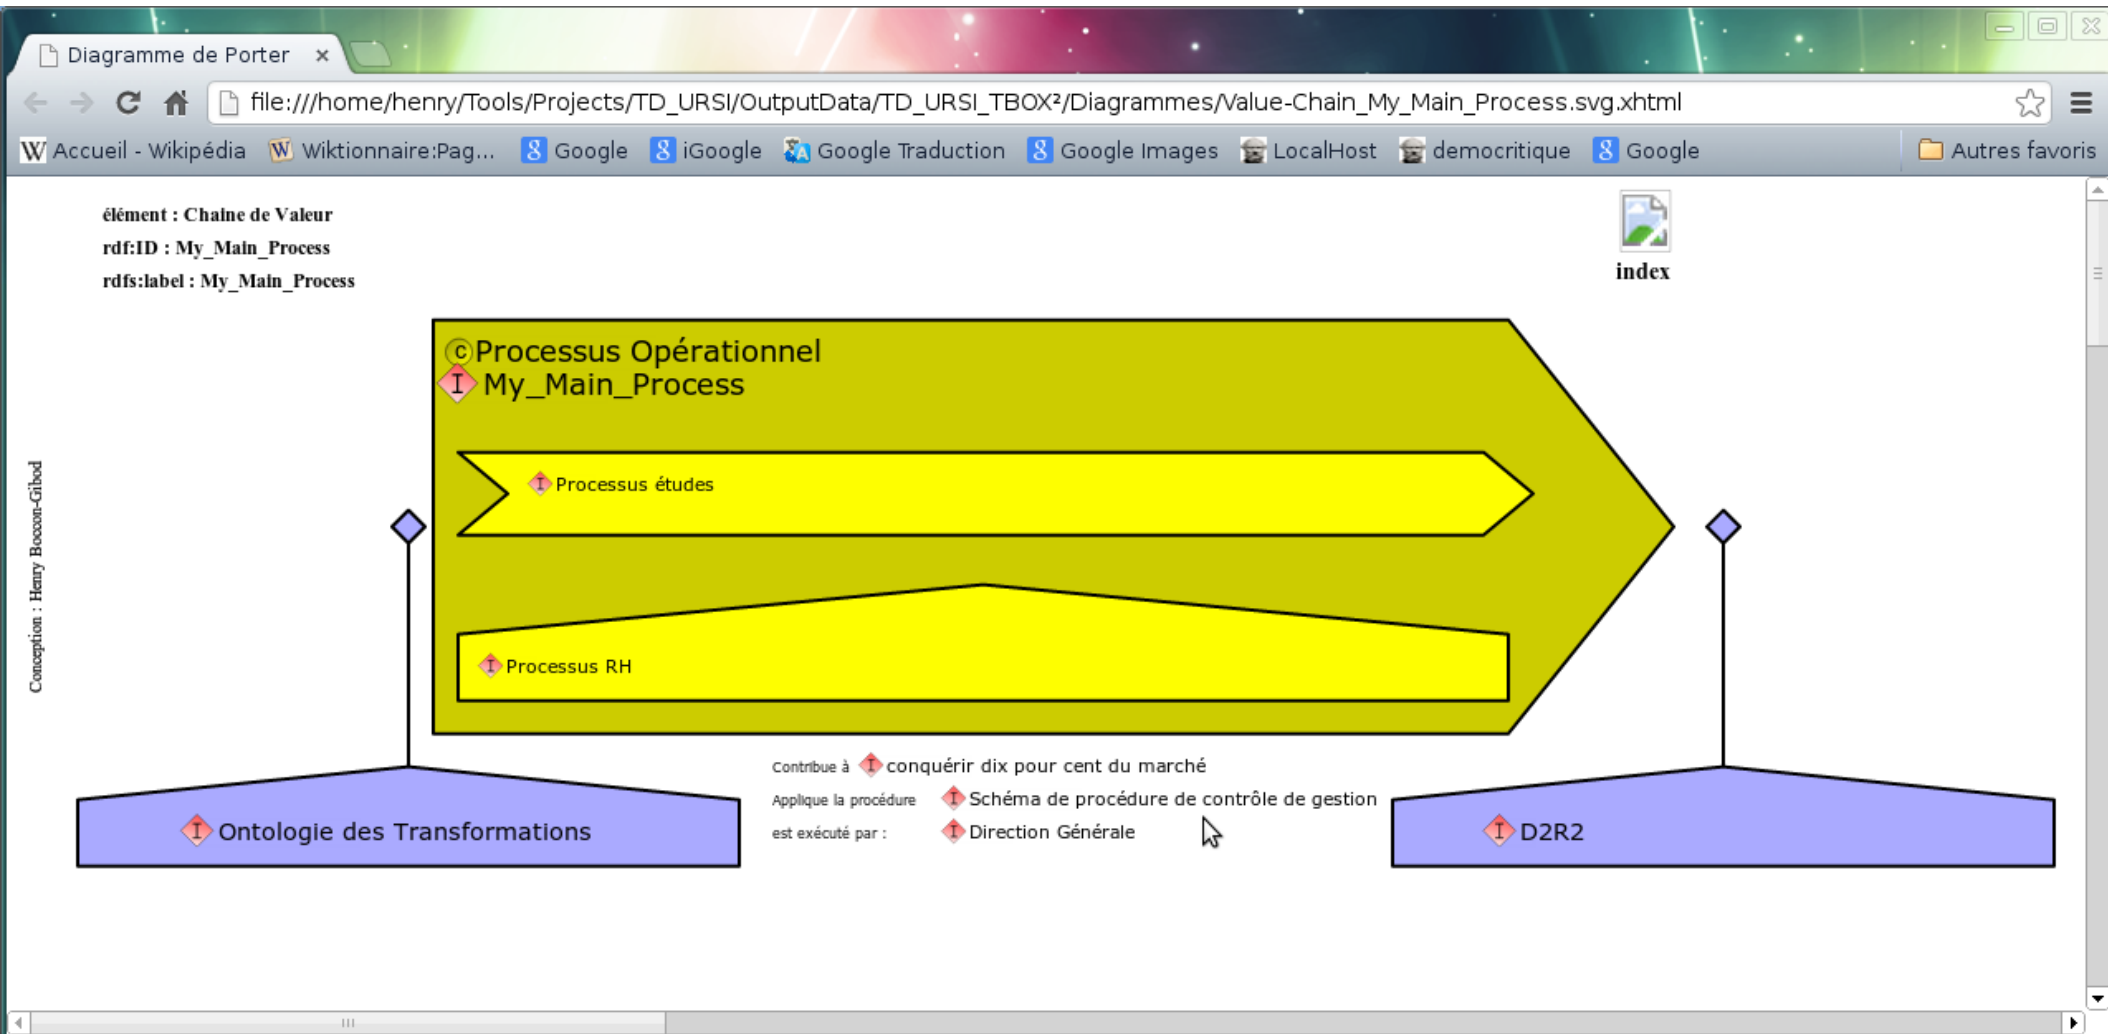 Diagramme de Porter
file:///home/henry/Tools/Projects/TD_URSI/OutputData/TD_URSI_TBOX²/Diagrammes/Value-Chain_My_Main_Process.svg.xhtml
W Accueil - Wikipédia W Wiktionnaire:Pag... 8 Google 8 iGoogle Google Traduction 8 Google Images LocalHost democritique 8 Google Autres favoris
élément : Chaine de Valeur
rdf:ID : My_Main_Process
rdfs:label : My_Main_Process
index
C Processus Opérationnel
I My_Main_Process
I Processus études
I Processus RH
Conception : Henry Boccon-Gibod
Contribue à I conquérir dix pour cent du marché
Applique la procédure I Schéma de procédure de contrôle de gestion
est exécuté par : I Direction Générale
I Ontologie des Transformations
I D2R2